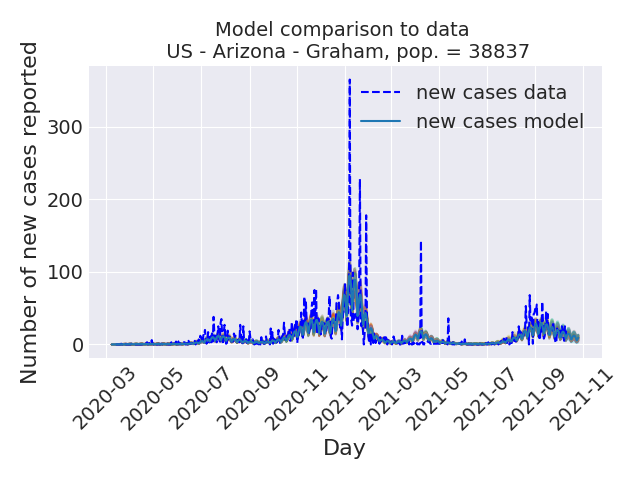 Model comparison to data
US - Arizona - Graham, pop. = 38837
Number of new cases reported
300
200
100
0
new cases data
new cases model
2020-03
2020-05
2020-07
2020-09
2020-11
2021-01
2021-03
2021-05
2021-07
2021-09
2021-11
Day